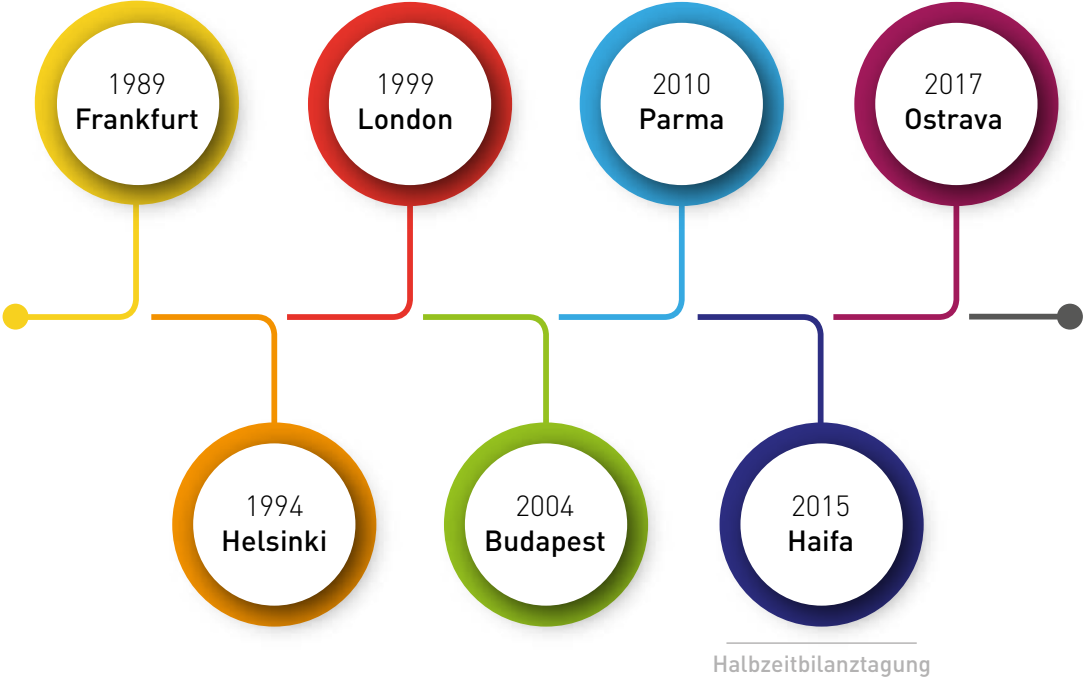 1989
Frankfurt
1999
London
2010
Parma
2017
Ostrava
1994
Helsinki
2004
Budapest
2015
Haifa
Halbzeitbilanztagung